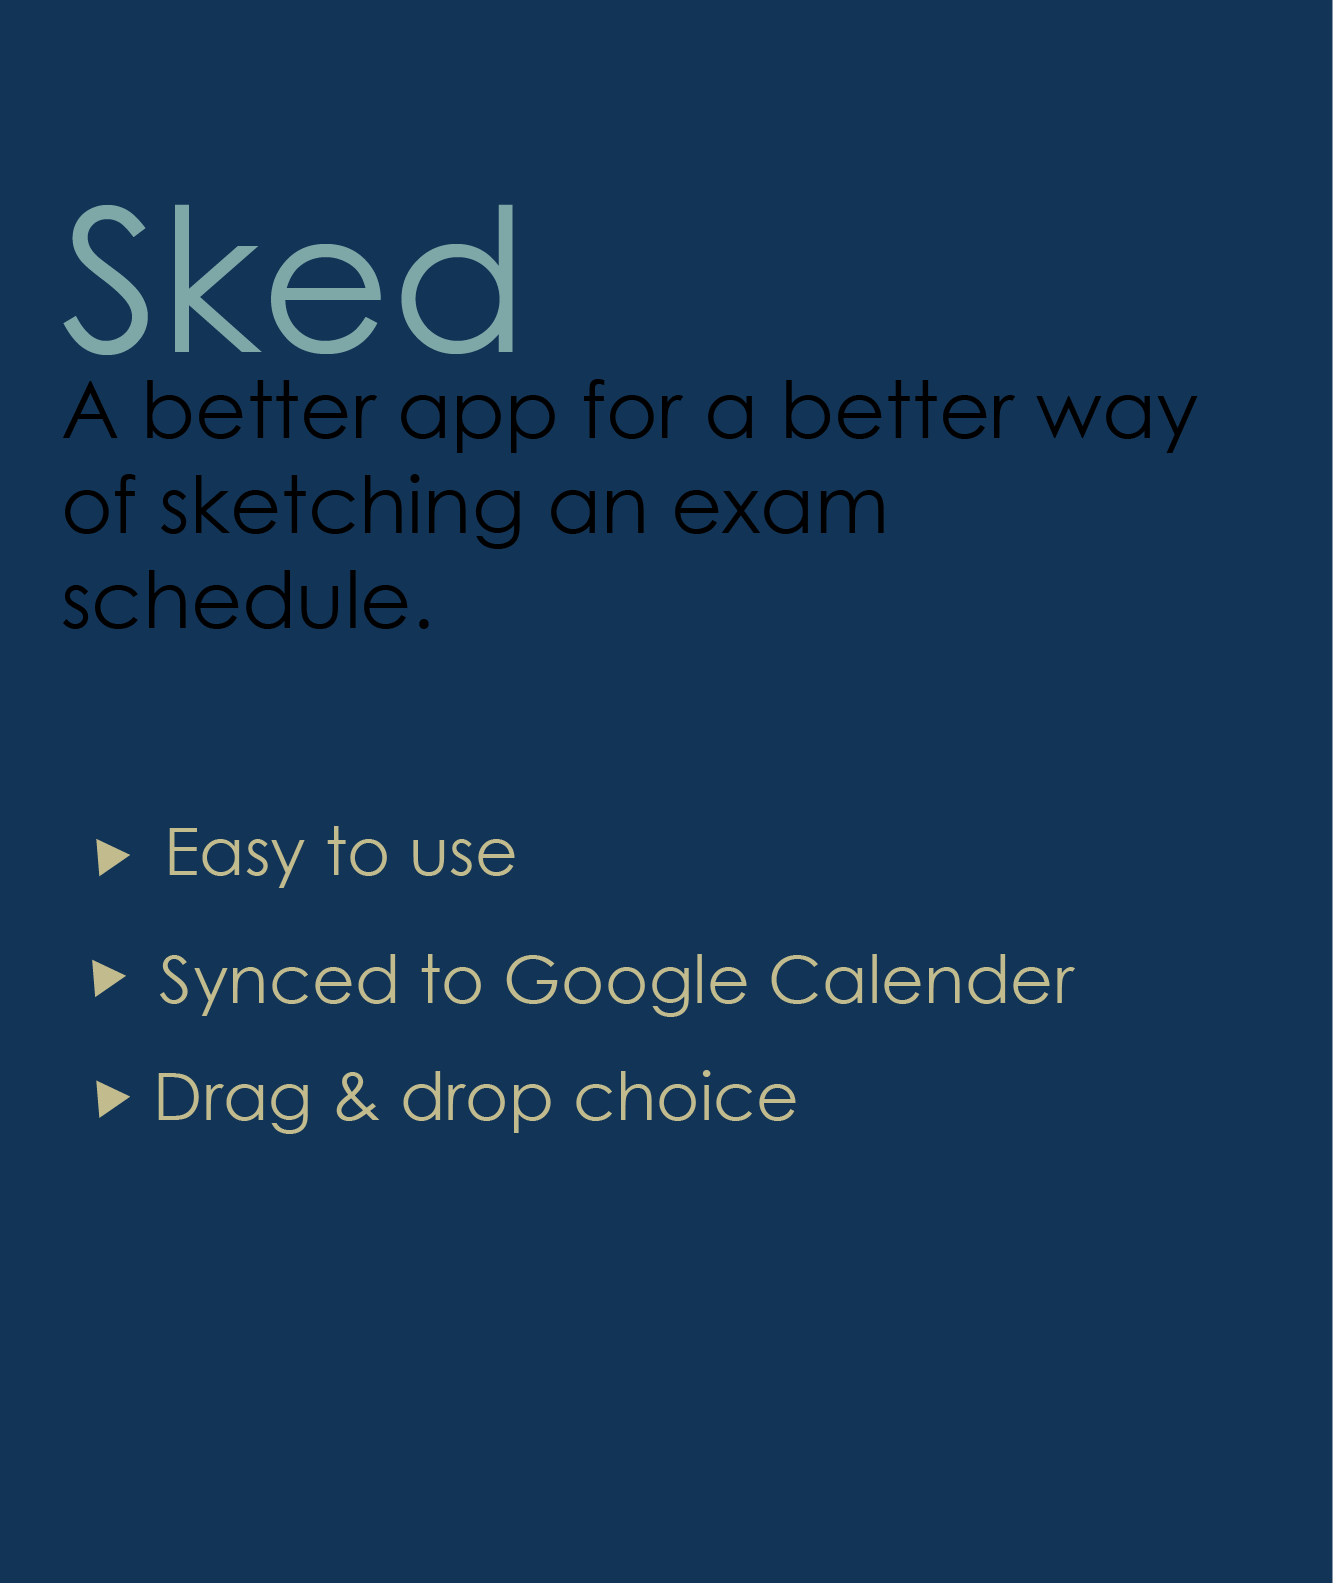 Sked
A better app for a better way
of sketching an exam
schedule.
Easy to use
Synced to Google Calender
Drag & drop choice